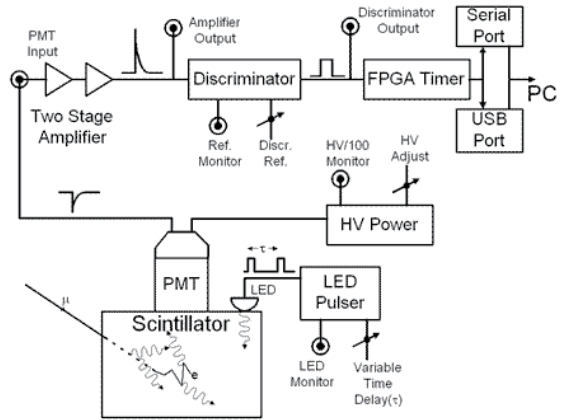 PMT
Input
Amplifier
Output
Discriminator
Output
Serial
Port
Discriminator
FPGA Timer
PC
Two Stage
Amplifier
USB
Port
Ref.
Monitor
Discr.
Ref.
HV/100
Monitor
HV
Adjust
HV Power
PMT
τ
LED
LED
Pulser
μ
Scintillator
e
LED
Monitor
Variable
Time
Delay(τ)